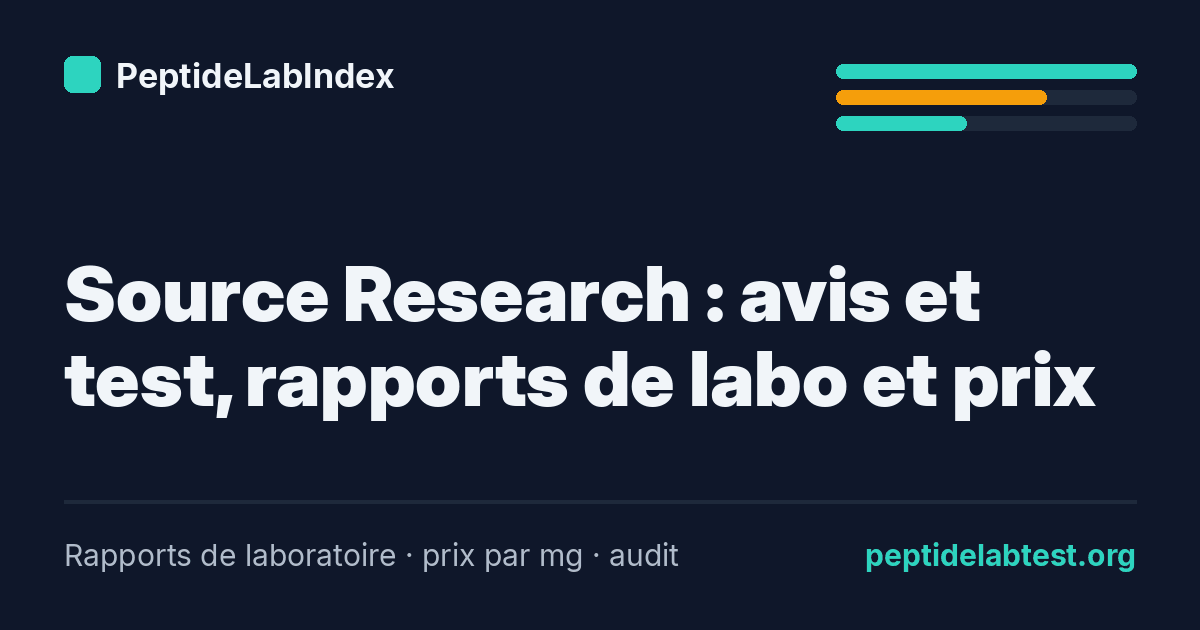 PeptideLabIndex
Source Research : avis et
test, rapports de labo et prix
Rapports de laboratoire · prix par mg · audit
peptidelabtest.org